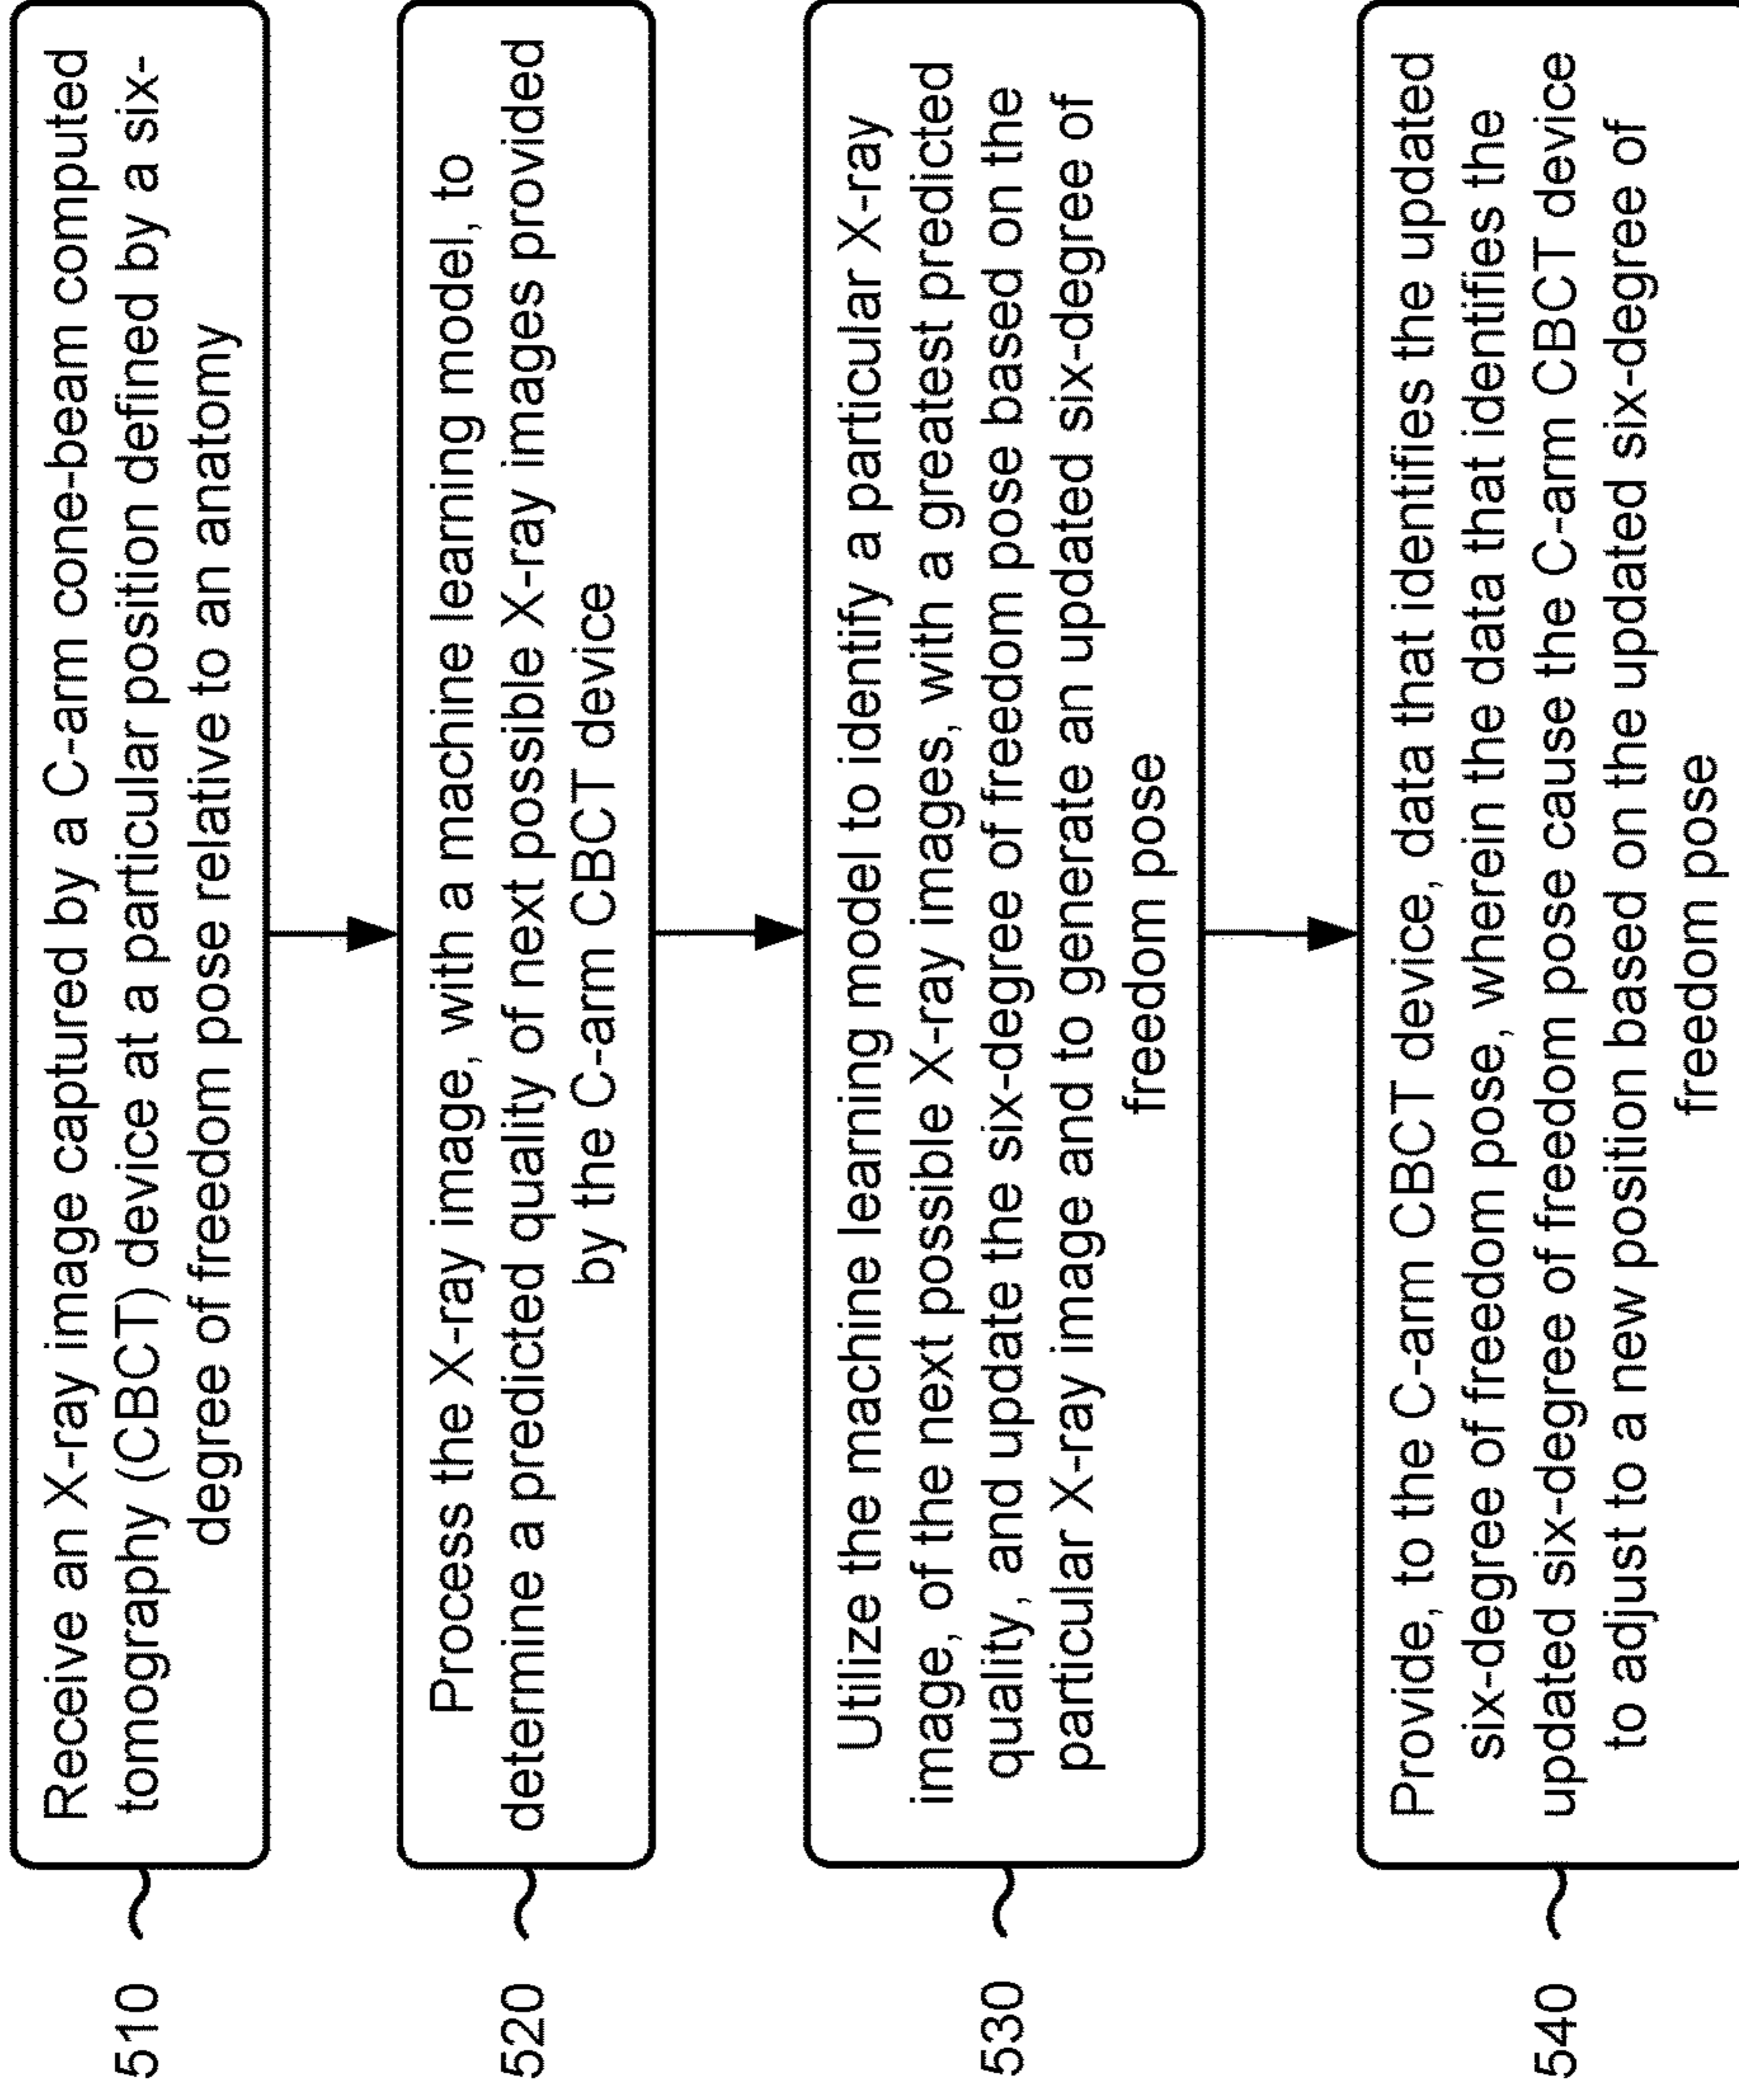 510
Receive an X-ray image captured by a C-arm cone-beam computed
tomography (CBCT) device at a particular position defined by a six-
degree of freedom pose relative to an anatomy
520
Process the X-ray image, with a machine learning model, to
determine a predicted quality of next possible X-ray images provided
by the C-arm CBCT device
530
Utilize the machine learning model to identify a particular X-ray
image, of the next possible X-ray images, with a greatest predicted
quality, and update the six-degree of freedom pose based on the
particular X-ray image and to generate an updated six-degree of
freedom pose
540
Provide, to the C-arm CBCT device, data that identifies the updated
six-degree of freedom pose, wherein the data that identifies the
updated six-degree of freedom pose cause the C-arm CBCT device
to adjust to a new position based on the updated six-degree of
freedom pose